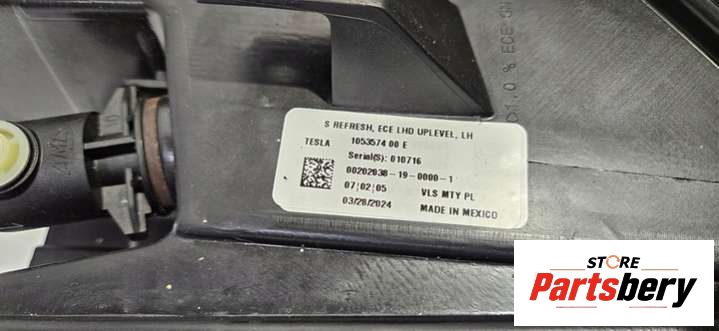 S REFRESH, ECE LHD UPLEVEL, LH
TESLA 1053574 00 E
Serial(S): 010716
00202038-19-0000-1
07|02|05 VLS MTY PL
03/28/2024 MADE IN MEXICO
STORE
Partsbery